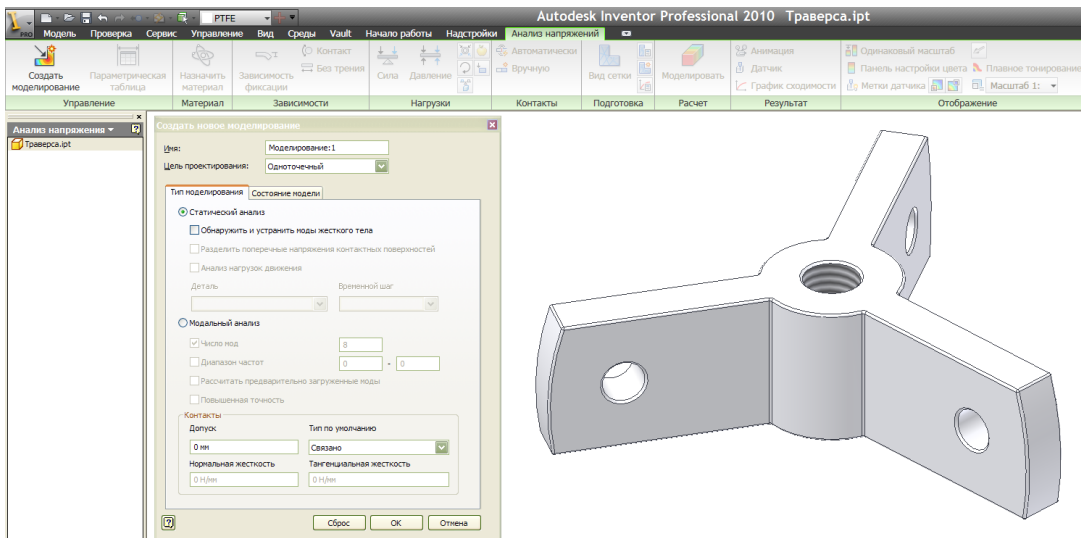 PTFE
Autodesk Inventor Professional 2010 Траверса.ipt
PRO Модель Проверка Сервис Управление Вид Среды Vault Начало работы Надстройки Анализ напряжений
Создать моделирование
Параметрическая таблица
Управление
Назначить материал
Материал
Зависимость фиксации
Контакт
Без трения
Зависимости
Сила
Давление
Нагрузки
Автоматически
Вручную
Контакты
Вид сетки
Подготовка
Моделировать
Расчет
Анимация
Датчик
График сходимости
Результат
Одинаковый масштаб
Панель настройки цвета
Плавное тонирование
Метки датчика
Масштаб 1:
Отображение
Анализ напряжения
Траверса.ipt
Создать новое моделирование
Имя: Моделирование:1
Цель проектирования: Одноточечный
Тип моделирования Состояние модели
Статический анализ
Обнаружить и устранить моды жесткого тела
Разделить поперечные напряжения контактных поверхностей
Анализ нагрузок движения
Деталь Временной шаг
Модальный анализ
Число мод 8
Диапазон частот 0 - 0
Рассчитать предварительно загруженные моды
Повышенная точность
Контакты
Допуск Тип по умолчанию
0 мм Связано
Нормальная жесткость Тангенциальная жесткость
0 Н/мм 0 Н/мм
Сброс OK Отмена